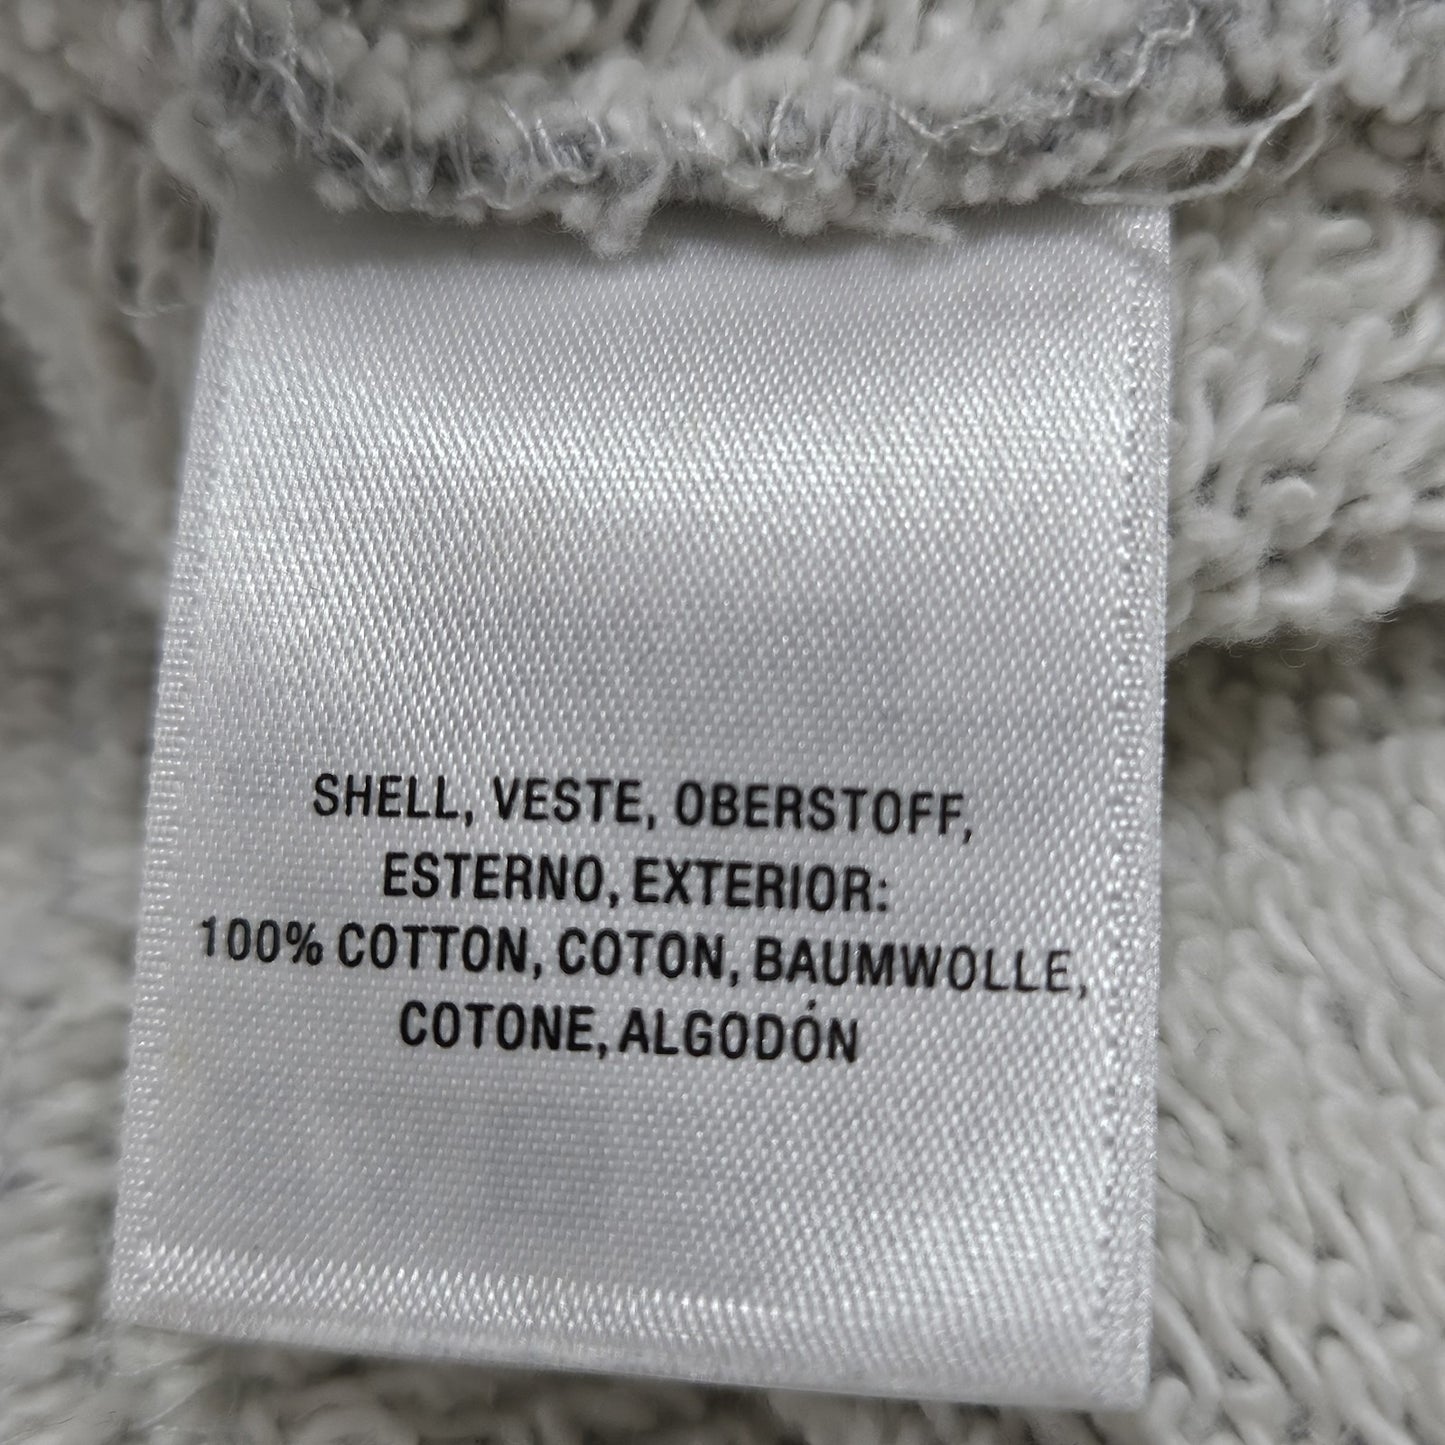 SHELL, VESTE, OBERSTOFF,
ESTERNO, EXTERIOR:
100% COTTON, COTON, BAUMWOLLE,
COTONE, ALGODÓN